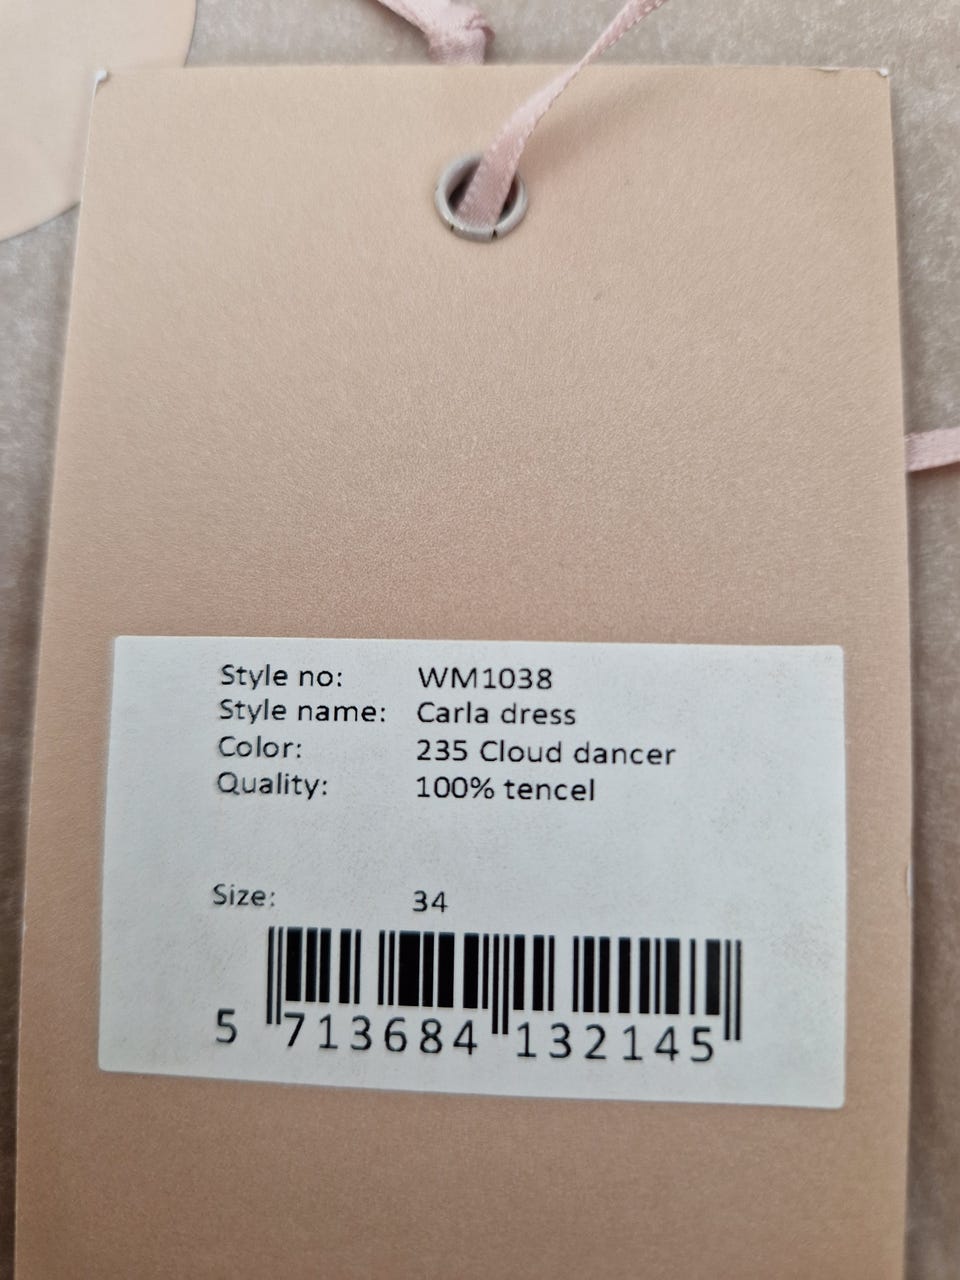 Style no: WM1038
Style name: Carla dress
Color: 235 Cloud dancer
Quality: 100% tencel
Size: 34
5 713684 132145